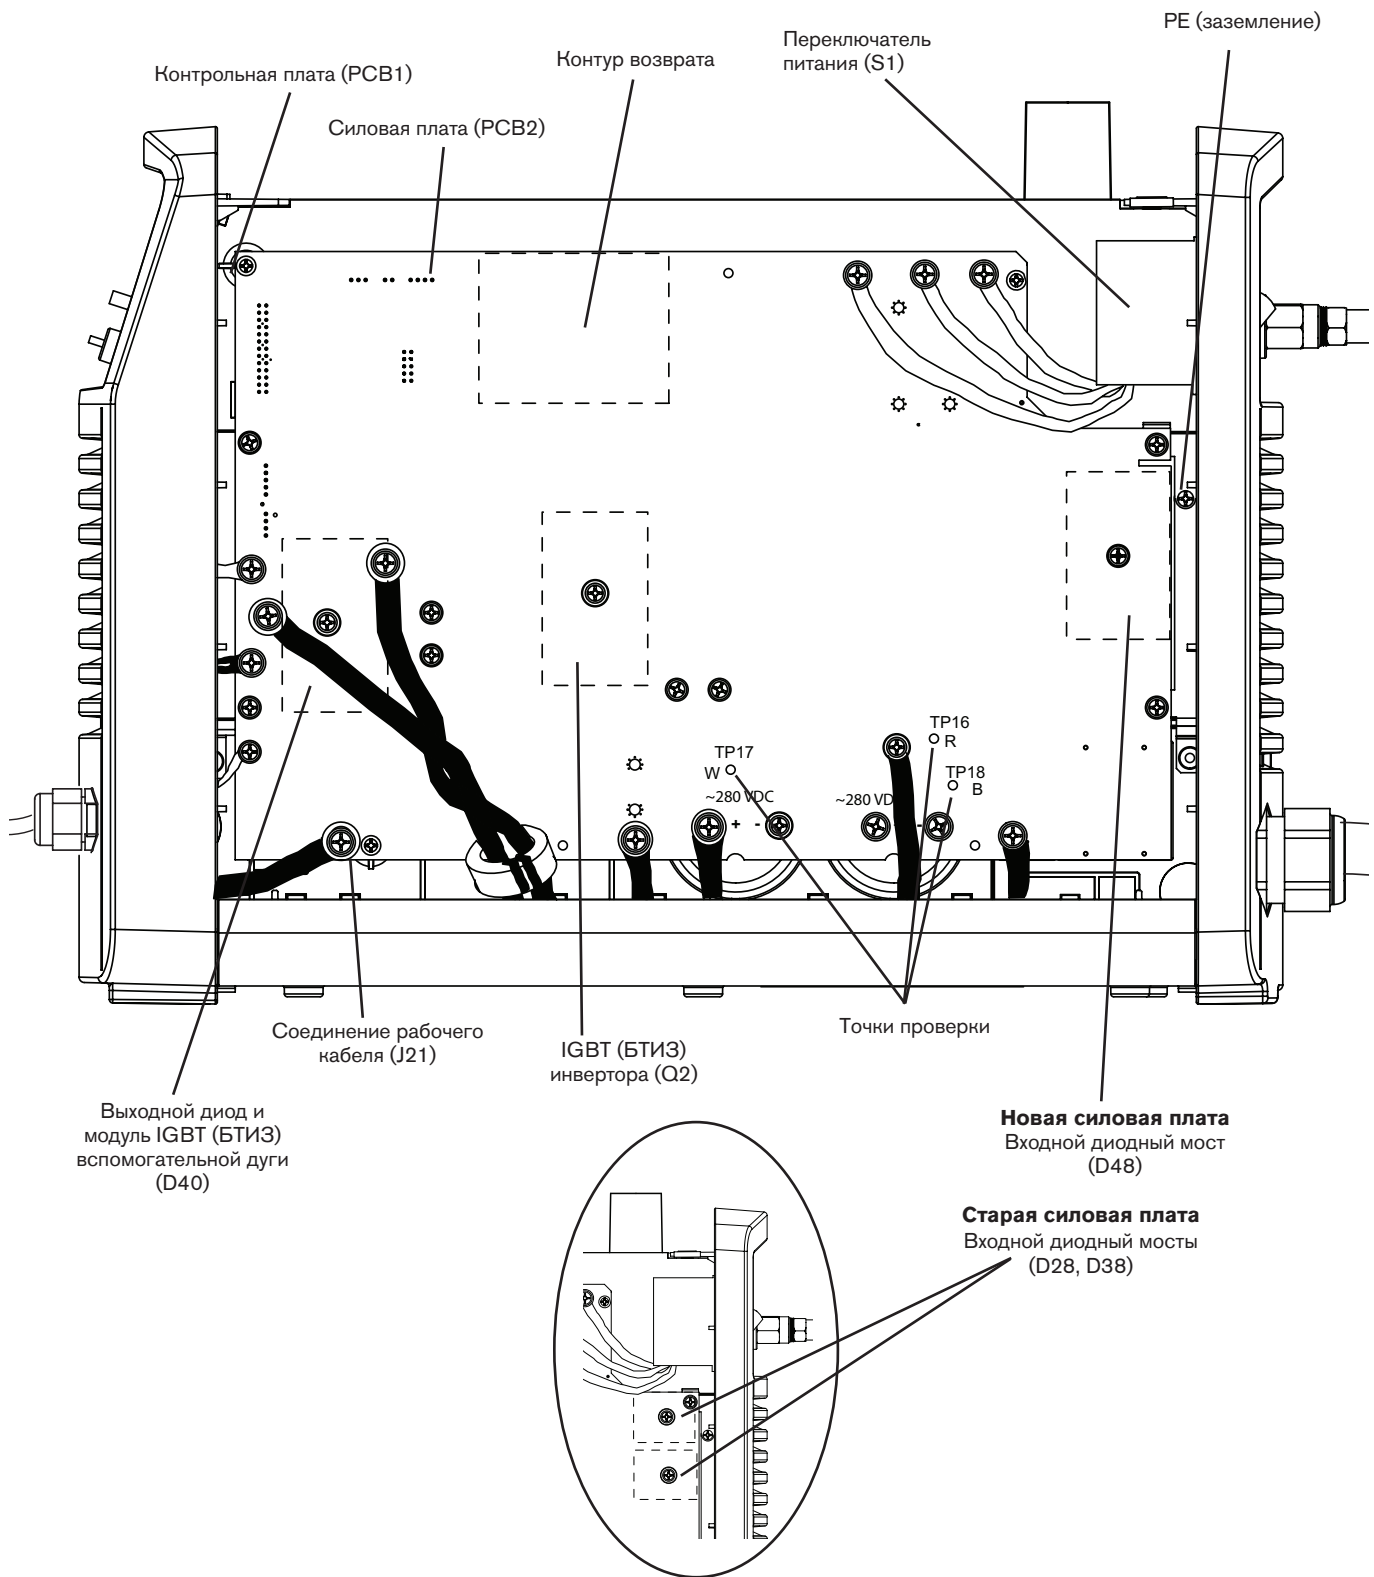 PE (заземление)
Переключатель
питания (S1)
Контур возврата
Контрольная плата (PCB1)
Силовая плата (PCB2)
TP16
R
TP17
W
TP18
B
~280 VDC
~280 VD
+ -
-
Соединение рабочего
кабеля (J21)
Точки проверки
IGBT (БТИЗ)
инвертора (Q2)
Выходной диод и
модуль IGBT (БТИЗ)
вспомогательной дуги
(D40)
Новая силовая плата
Входной диодный мост
(D48)
Старая силовая плата
Входной диодный мосты
(D28, D38)